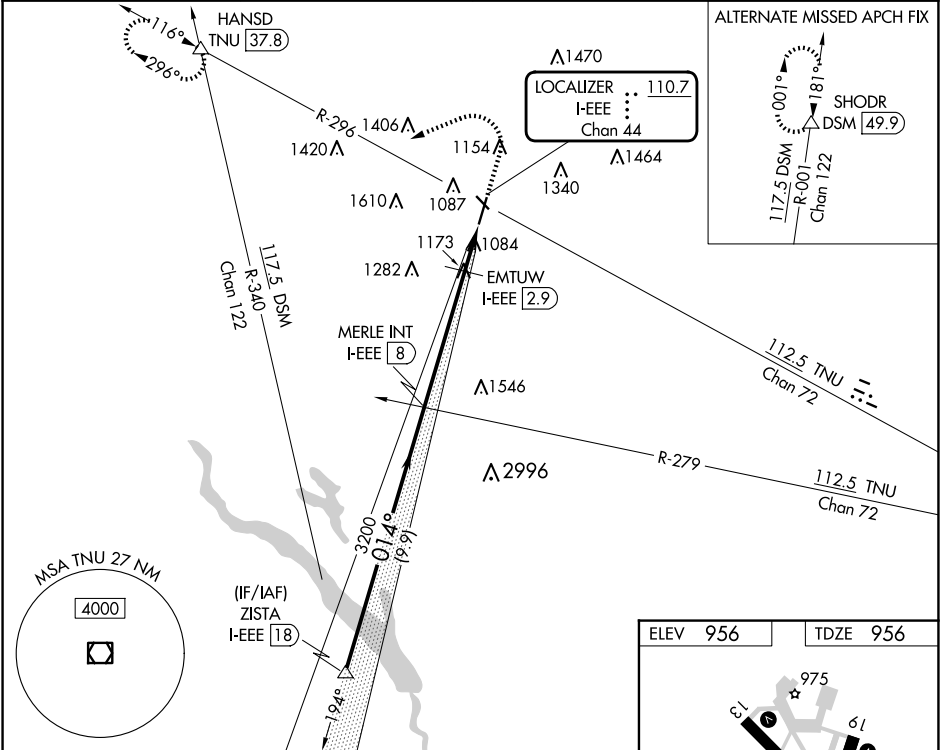 HANSD
TNU 37.8
116°
296°
R-296
1470
LOCALIZER 110.7
I-EEE
Chan 44
ALTERNATE MISSED APCH FIX
001°
181°
SHODR
DSM 49.9
117.5 DSM
R-001
Chan 122
1406
1420
1154
1464
1340
1610
1087
1173
1084
1282
EMTUW
I-EEE 2.9
117.5 DSM
R-340
Chan 122
MERLE INT
I-EEE 8
1546
112.5 TNU
Chan 72
R-279
112.5 TNU
Chan 72
2996
3200
014°
(9.9)
MSA TNU 27 NM
4000
(IF/IAF)
ZISTA
I-EEE 18
194°
ELEV 956
TDZE 956
975
13
19
V